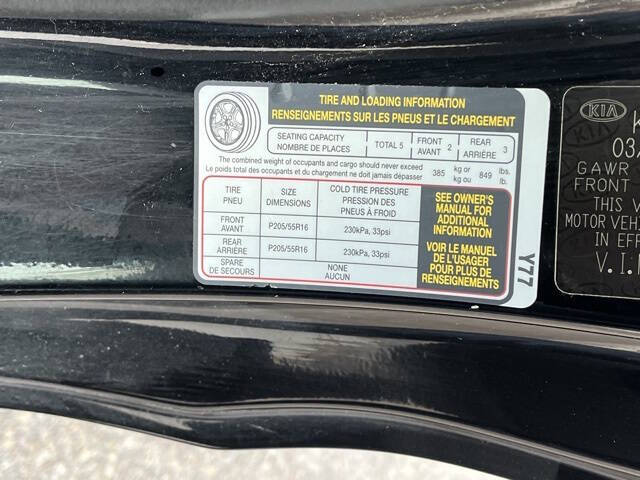 TIRE AND LOADING INFORMATION
RENSEIGNEMENTS SUR LES PNEUS ET LE CHARGEMENT
SEATING CAPACITY
NOMBRE DE PLACES
TOTAL 5
FRONT
AVANT
2
REAR
ARRIÈRE
3
The combined weight of occupants and cargo should never exceed
Le poids total des occupants et du chargement ne doit jamais dépasser
385
kg or
kg ou
849
lbs.
lb.
TIRE
PNEU
SIZE
DIMENSIONS
COLD TIRE PRESSURE
PRESSION DES
PNEUS À FROID
FRONT
AVANT
P205/55R16
230kPa, 33psi
REAR
ARRIÈRE
P205/55R16
230kPa, 33psi
SPARE
DE SECOURS
NONE
AUCUN
SEE OWNER'S
MANUAL FOR
ADDITIONAL
INFORMATION
VOIR LE MANUEL
DE L'USAGER
POUR PLUS DE
RENSEIGNEMENTS
Y77
KIA
K
03/
GAWR
FRONT
THIS V
MOTOR VEH
IN EFF
V.I.